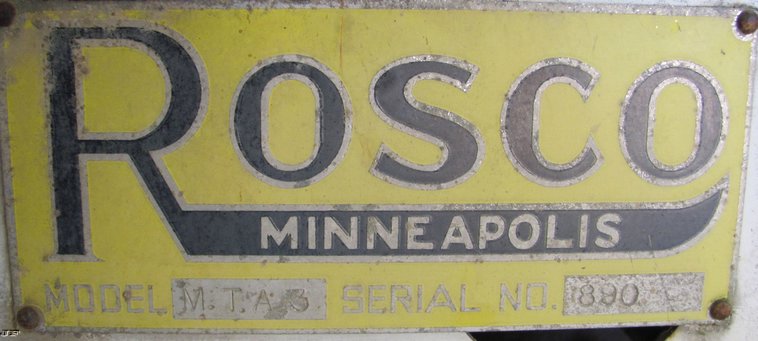 ROSCO
MINNEAPOLIS
MODEL M.T.A.3 SERIAL NO. 890